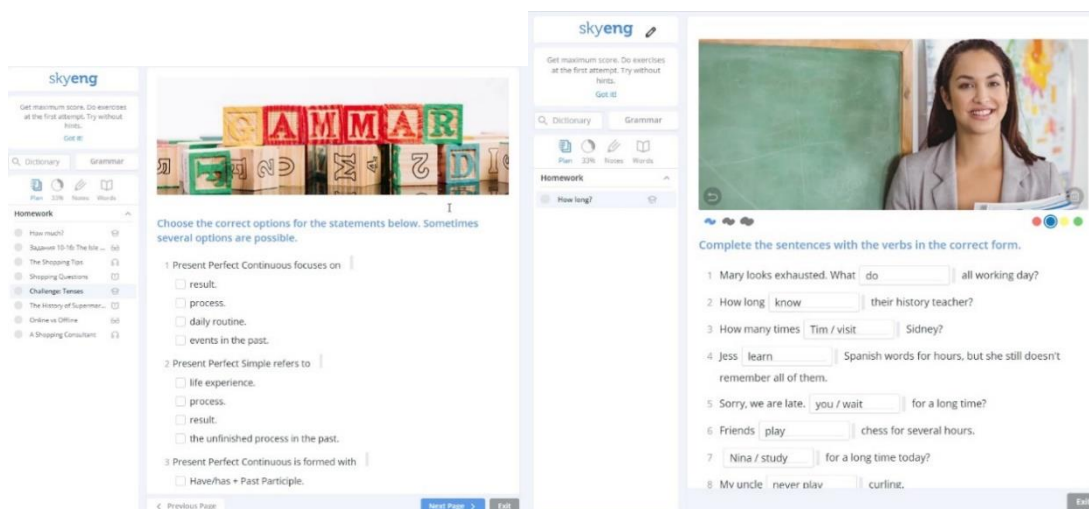 skyeng
Get maximum score. Do exercises
at the first attempt. Try without
hints.
Got it!
Dictionary
Grammar
Plan 33% Notes Words
Homework
How much?
Задание 10-16: The Isle ...
The Shopping Tips
Shopping Questions
Challenge: Tenses
The History of Supermar...
Online vs Offline
A Shopping Consultant
GAMMAR
Choose the correct options for the statements below. Sometimes
several options are possible.
1 Present Perfect Continuous focuses on
result.
process.
daily routine.
events in the past.
2 Present Perfect Simple refers to
life experience.
process.
result.
the unfinished process in the past.
3 Present Perfect Continuous is formed with
Have/has + Past Participle.
< Previous Page
Next Page >
Exit
skyeng
Get maximum score. Do exercises
at the first attempt. Try without
hints.
Got it!
Dictionary
Grammar
Plan 33% Notes Words
Homework
How long?
Complete the sentences with the verbs in the correct form.
1 Mary looks exhausted. What do all working day?
2 How long know their history teacher?
3 How many times Tim / visit Sidney?
4 Jess learn Spanish words for hours, but she still doesn't
remember all of them.
5 Sorry, we are late. you / wait for a long time?
6 Friends play chess for several hours.
7 Nina / study for a long time today?
8 My uncle never play curling.
Exit